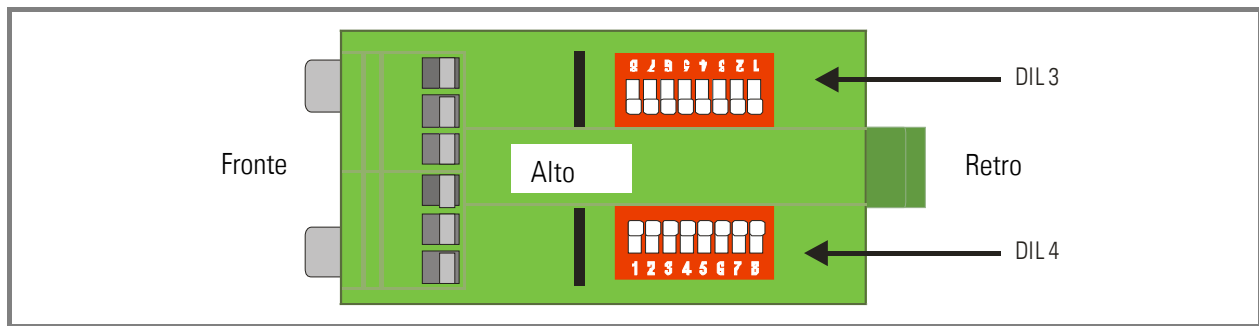 8 7 6 5 4 3 2 1
DIL 3
Fronte
Alto
Retro
DIL 4
1 2 3 4 5 6 7 8